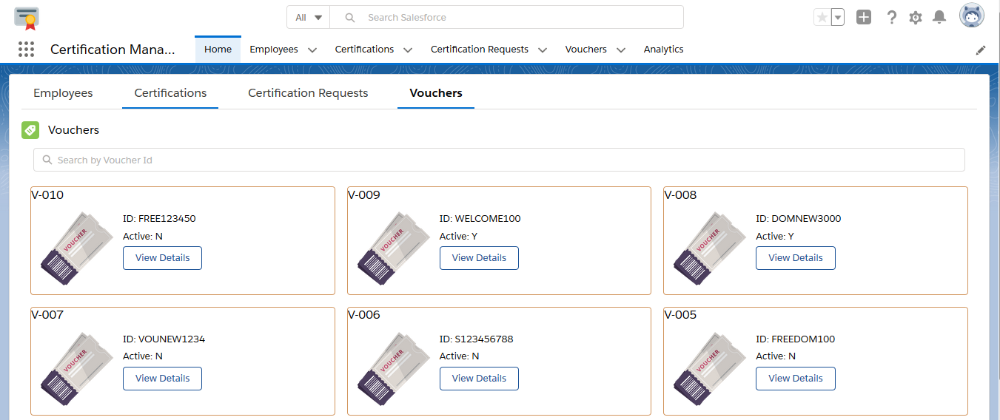 All Search Salesforce
Certification Mana... Home Employees Certifications Certification Requests Vouchers Analytics
Employees Certifications Certification Requests Vouchers
Vouchers
Search by Voucher Id
V-010
VOUCHER
ID: FREE123450
Active: N
View Details
V-009
VOUCHER
ID: WELCOME100
Active: Y
View Details
V-008
VOUCHER
ID: DOMNEW3000
Active: Y
View Details
V-007
VOUCHER
ID: VOUNEW1234
Active: N
View Details
V-006
VOUCHER
ID: S123456788
Active: N
View Details
V-005
VOUCHER
ID: FREEDOM100
Active: N
View Details